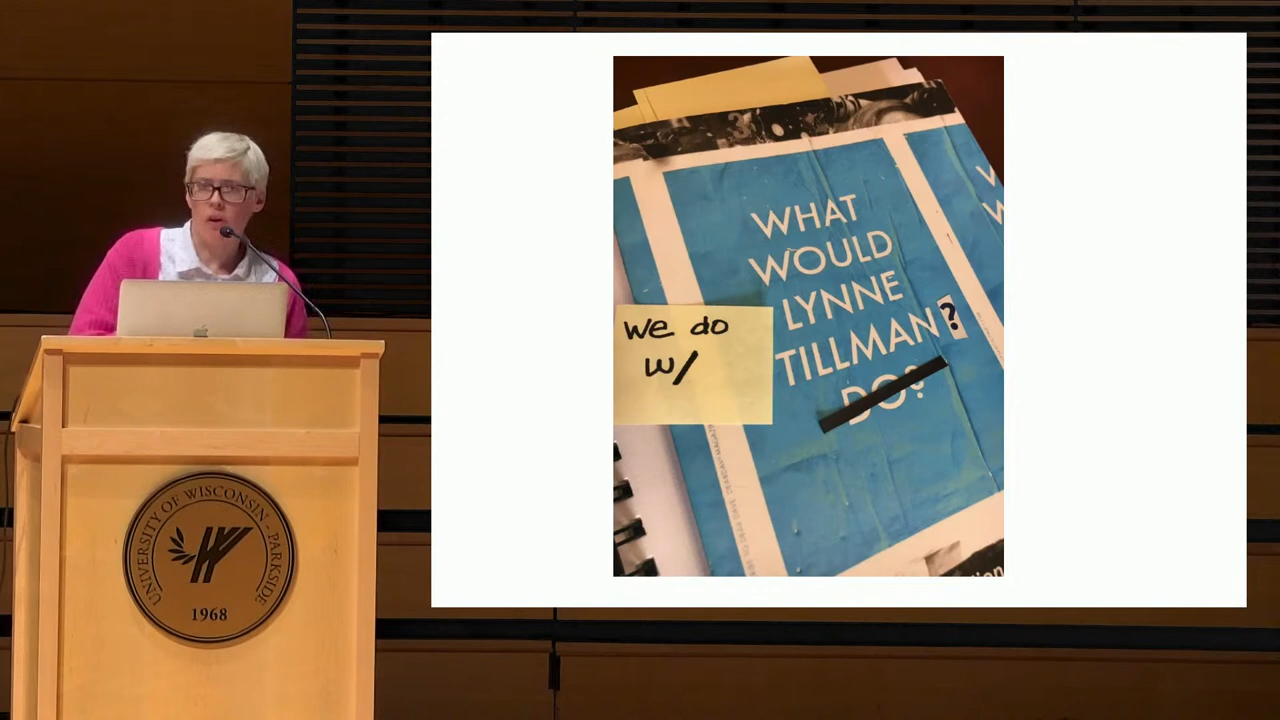 WHAT
WOULD
LYNNE
TILLMAN?
DO?
We do
w/
UNIVERSITY OF WISCONSIN - PARKSIDE
1968